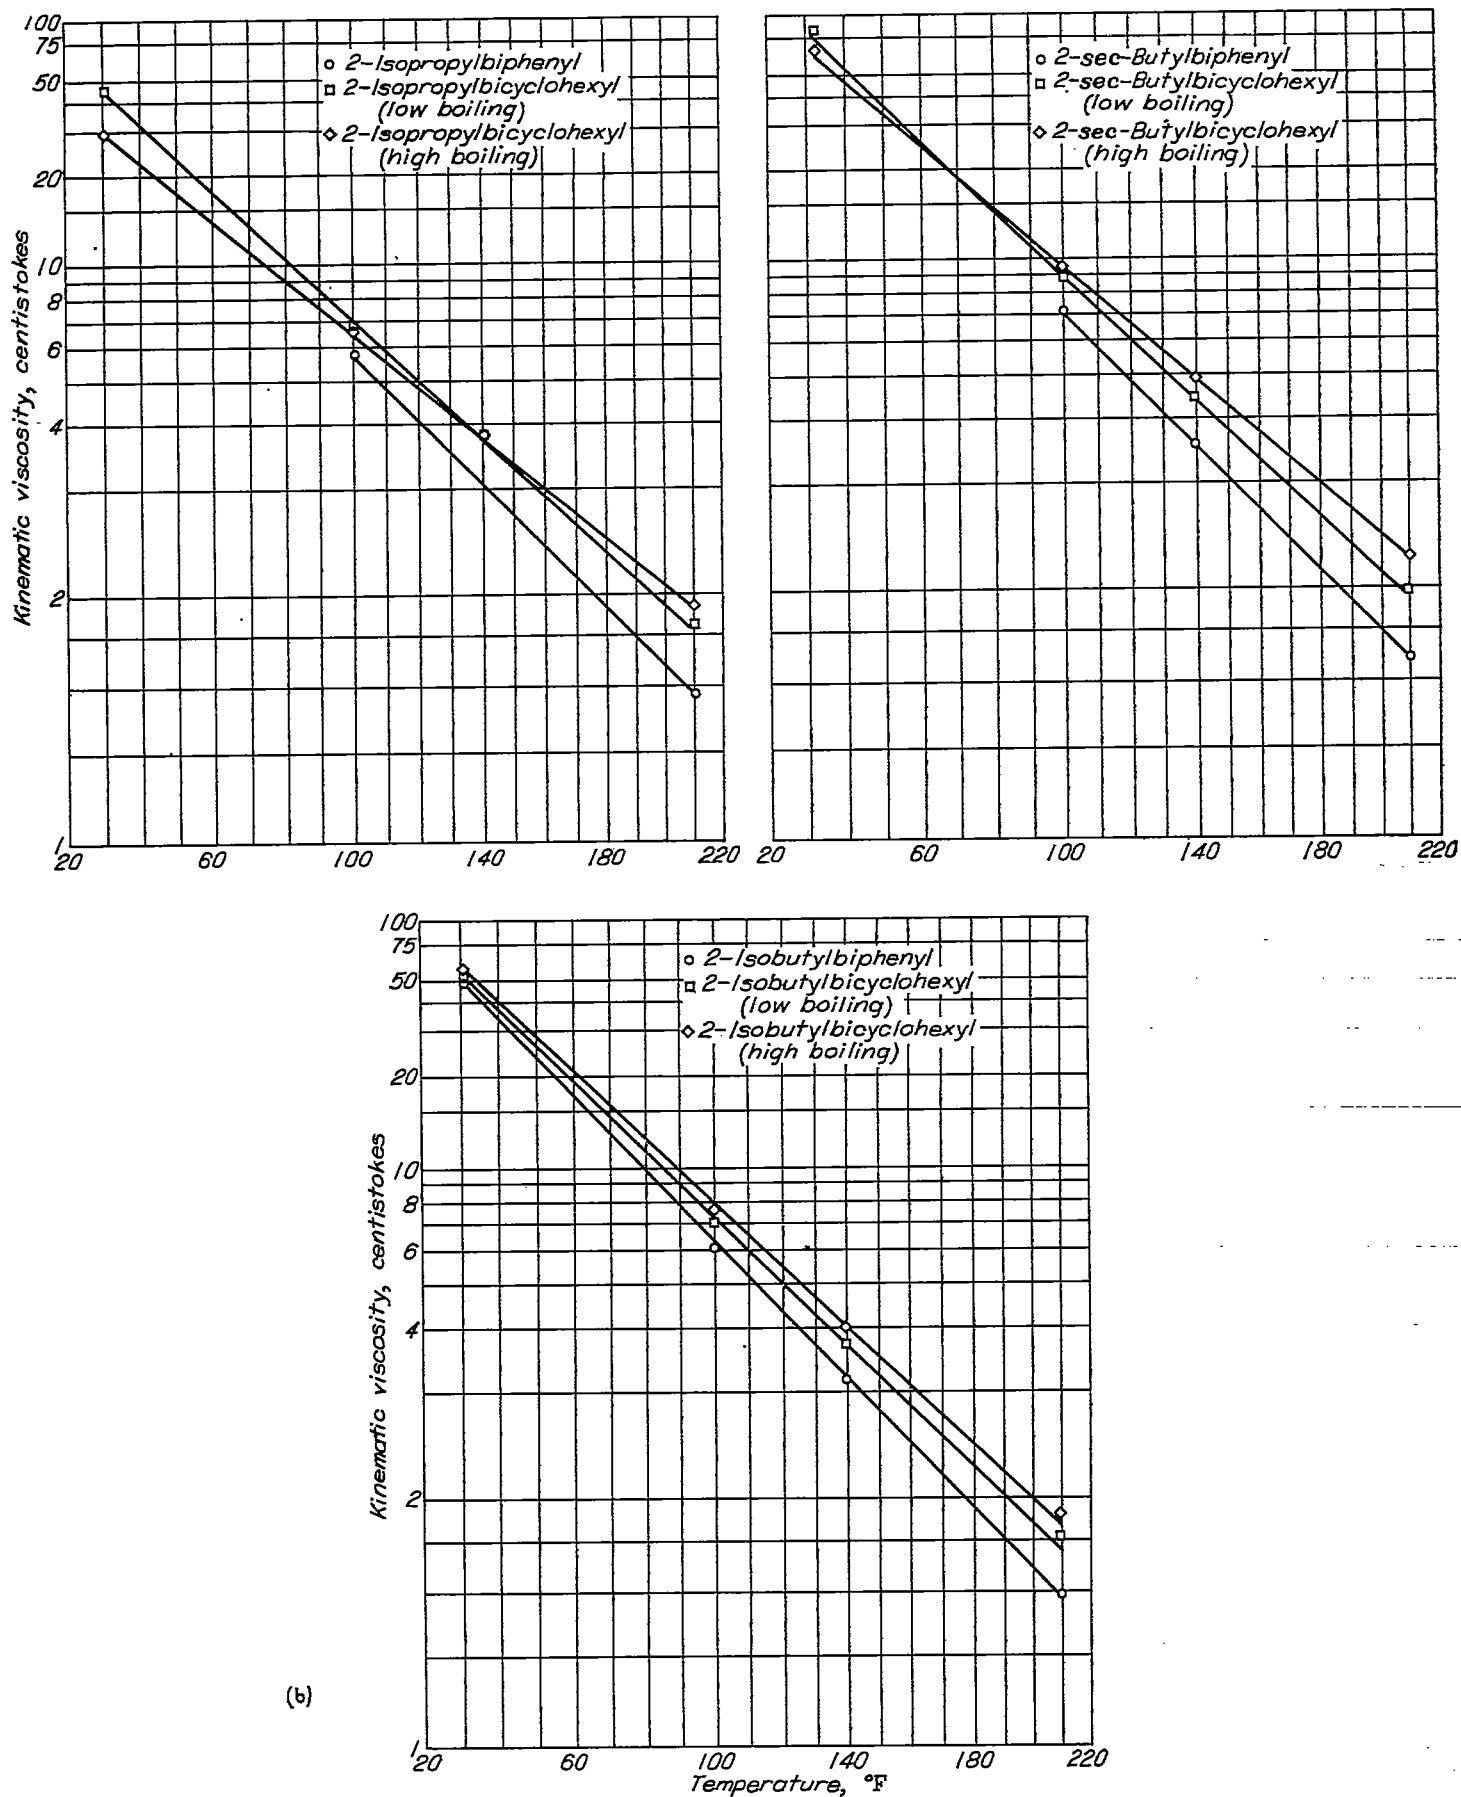 100
75
50
20
10
8
6
4
2
1
Kinematic viscosity, centistokes
2-Isopropylbiphenyl
2-Isopropylbicyclohexyl
(low boiling)
2-Isopropylbicyclohexyl
(high boiling)
20 60 100 140 180 220
2-sec-Butylbiphenyl
2-sec-Butylbicyclohexyl
(low boiling)
2-sec-Butylbicyclohexyl
(high boiling)
20 60 100 140 180 220
100
75
50
20
10
8
6
4
2
1
Kinematic viscosity, centistokes
2-Isobutylbiphenyl
2-Isobutylbicyclohexyl
(low boiling)
2-Isobutylbicyclohexyl
(high boiling)
(b)
20 60 100 140 180 220
Temperature, °F